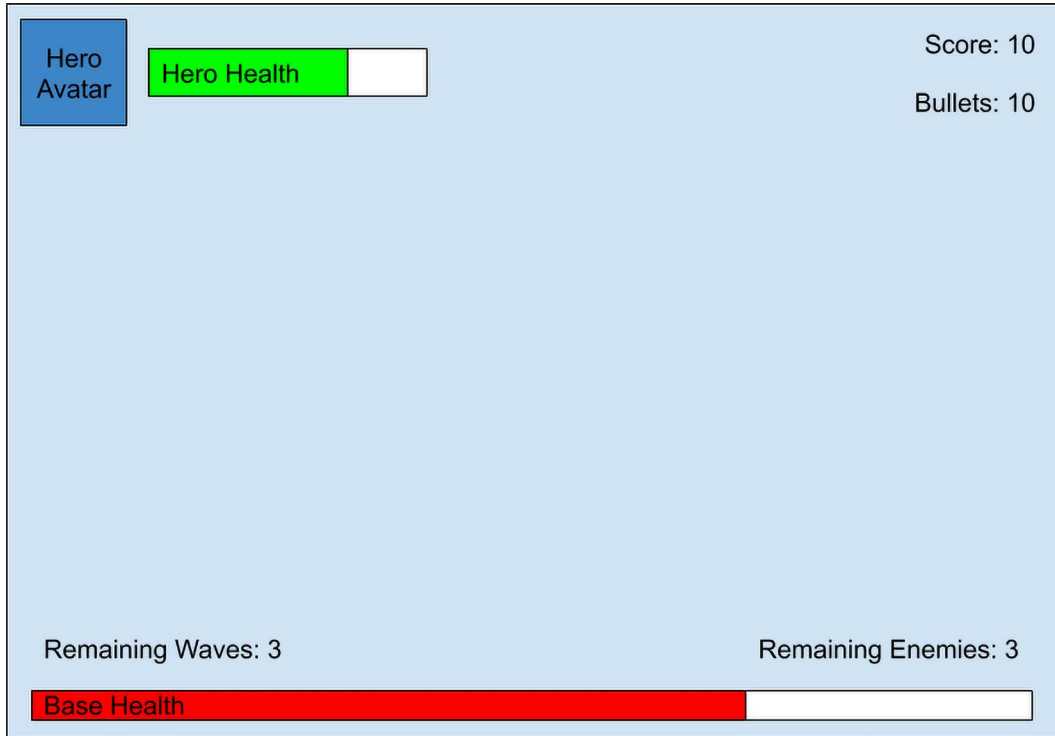 Hero
Avatar
Hero Health
Score: 10
Bullets: 10
Remaining Waves: 3
Remaining Enemies: 3
Base Health